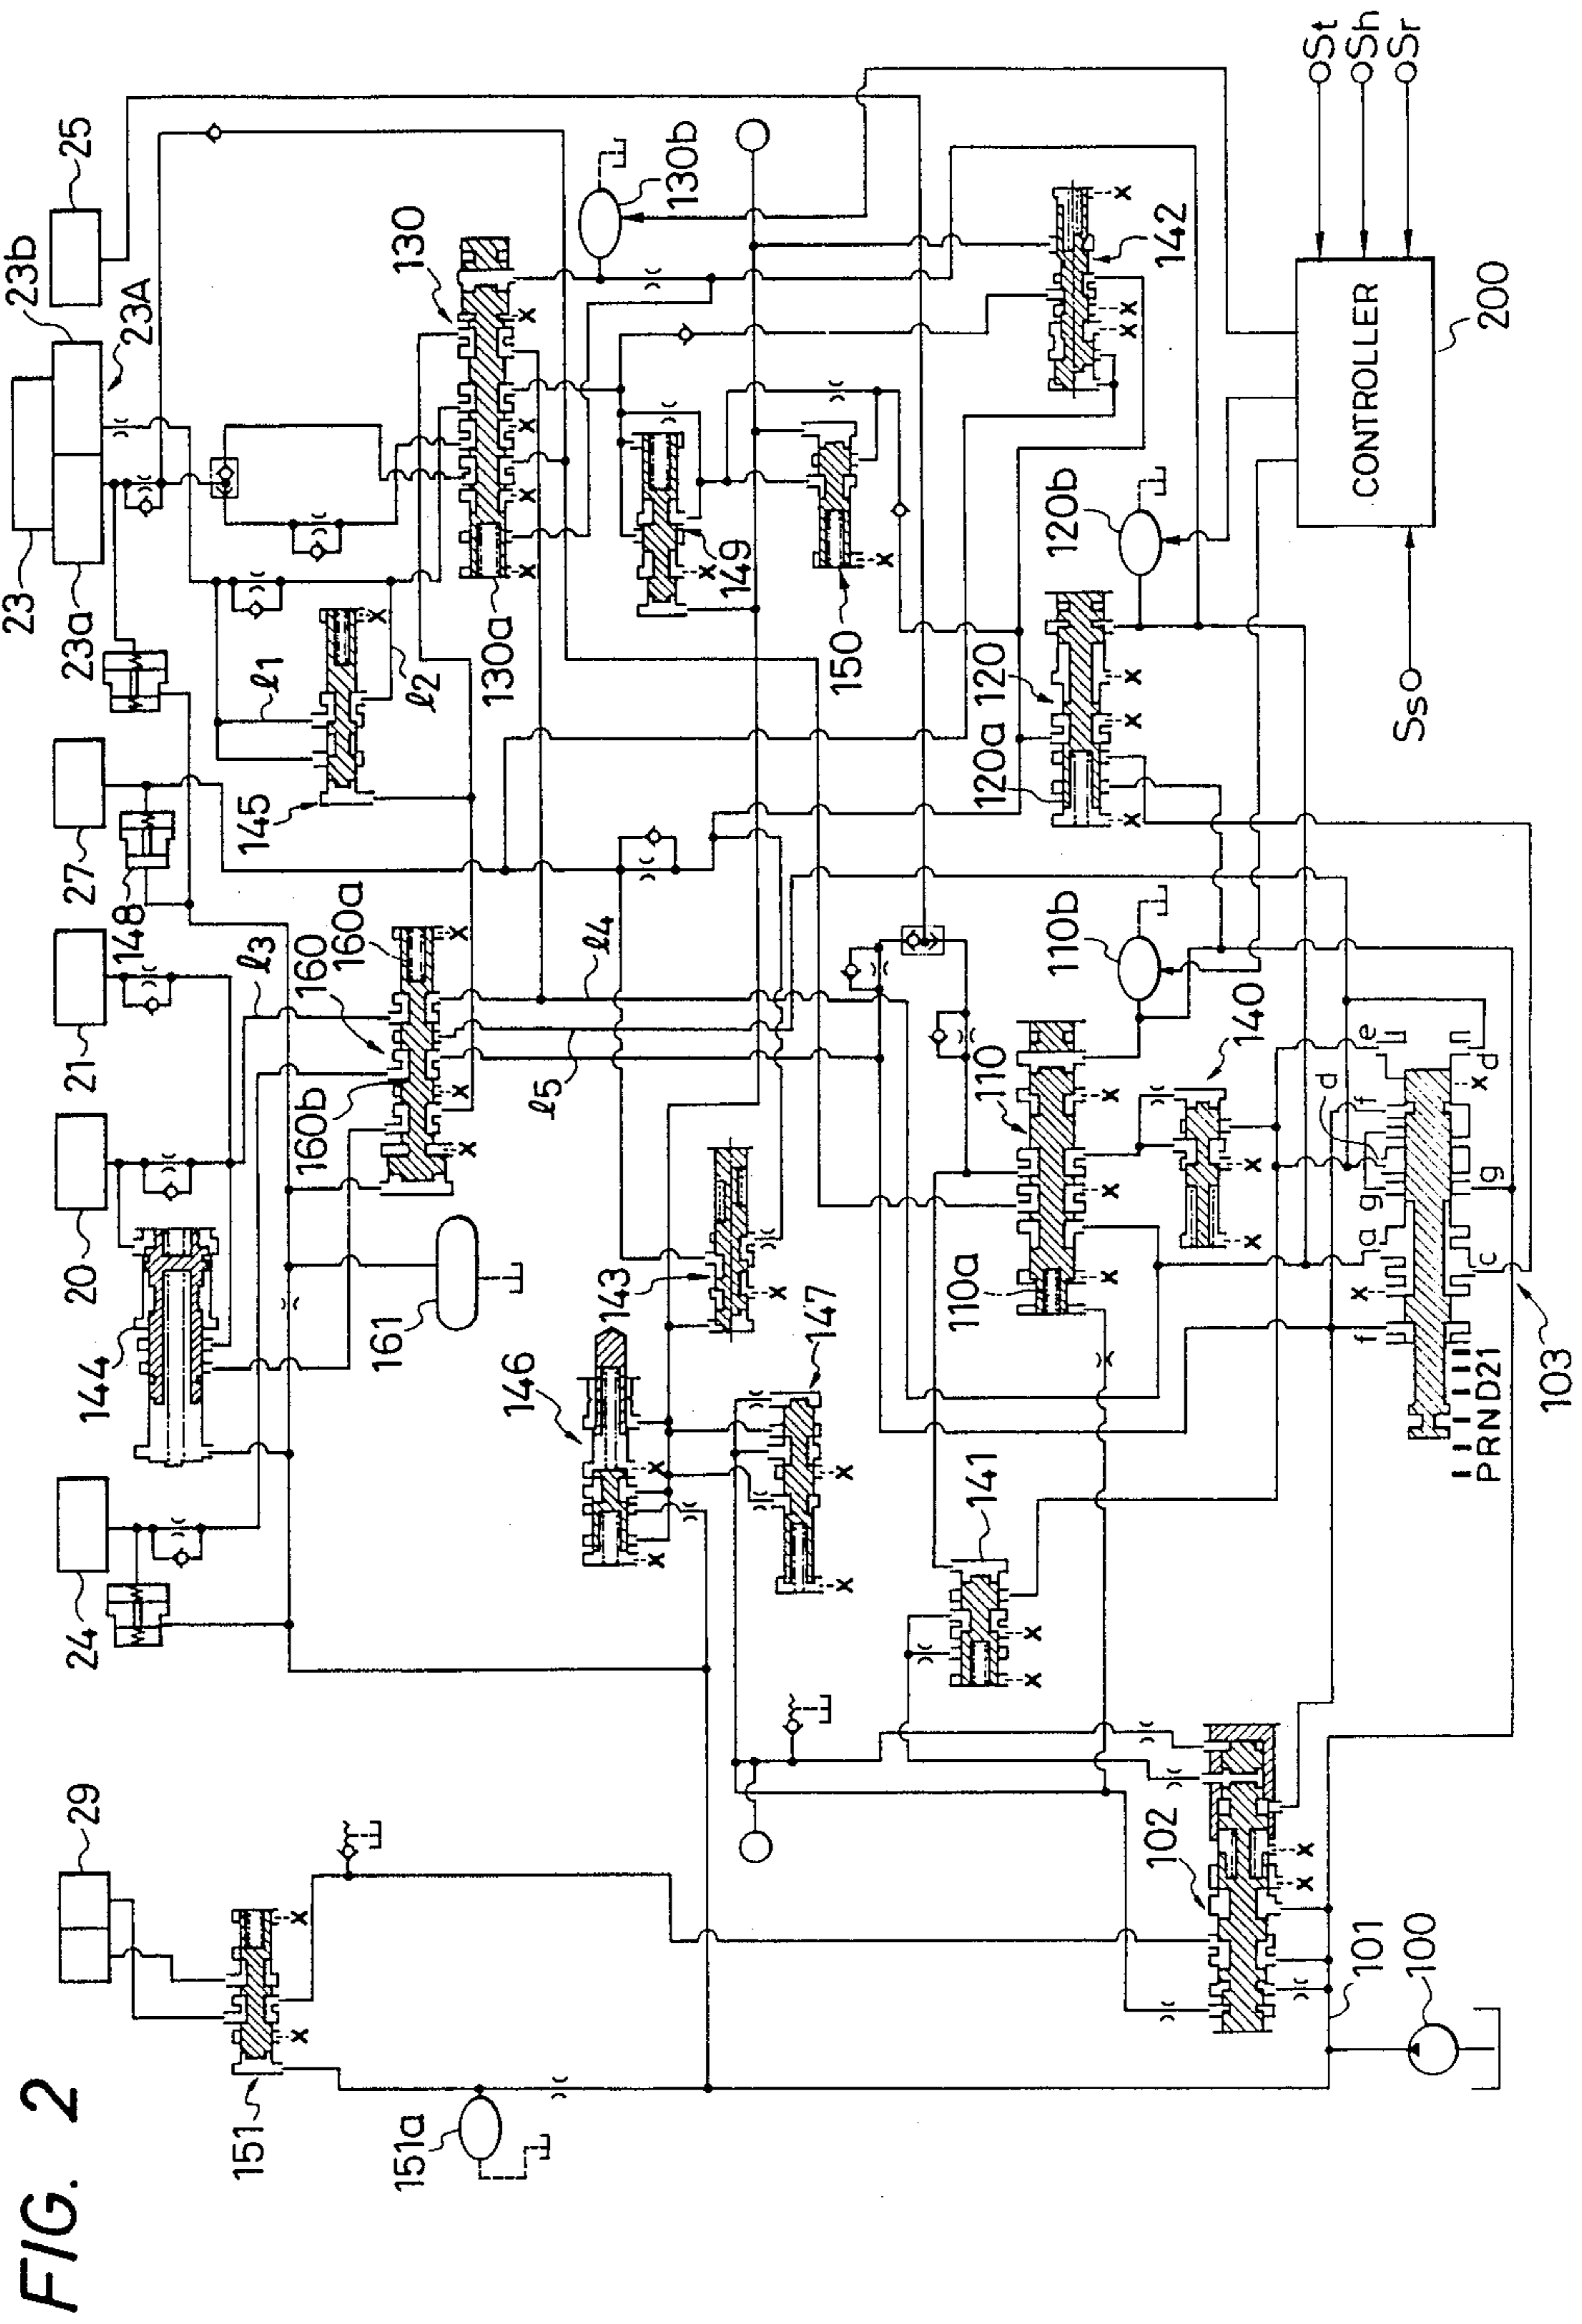 FIG. 2
29
24
20
21
27
23
23a
23b
23A
25
151
151a
144
148
145
ℓ1
ℓ2
ℓ3
ℓ4
ℓ5
160
160a
160b
161
130
130a
130b
146
143
147
149
150
142
141
140
110
110a
110b
120
120a
120b
102
101
100
103
PRND21
f
x
a
c
g
g
d
f
e
d
x
CONTROLLER
200
Ss
St
Sh
Sr